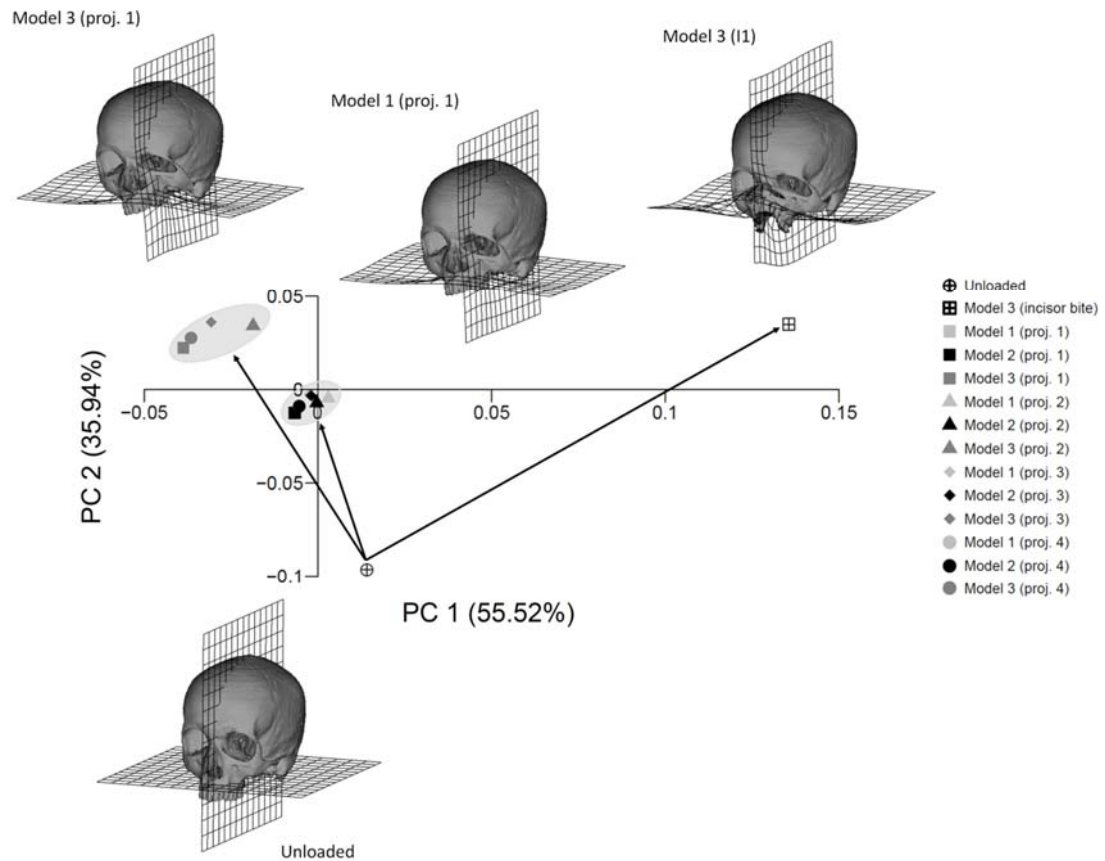 Model 3 (proj. 1)
Model 3 (I1)
Model 1 (proj. 1)
0.05
−0.05
0
0
0.05
0.1
0.15
−0.05
−0.1
PC 2 (35.94%)
PC 1 (55.52%)
Unloaded
Model 3 (incisor bite)
Model 1 (proj. 1)
Model 2 (proj. 1)
Model 3 (proj. 1)
Model 1 (proj. 2)
Model 2 (proj. 2)
Model 3 (proj. 2)
Model 1 (proj. 3)
Model 2 (proj. 3)
Model 3 (proj. 3)
Model 1 (proj. 4)
Model 2 (proj. 4)
Model 3 (proj. 4)
Unloaded